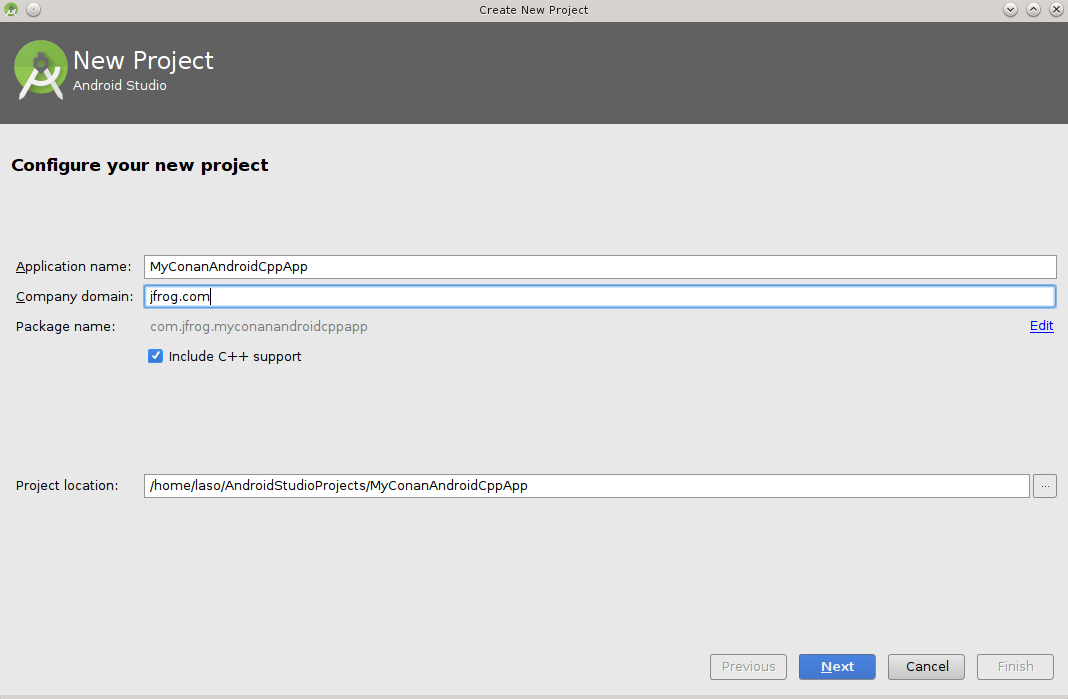 Create New Project
New Project
Android Studio
Configure your new project
Application name: MyConanAndroidCppApp
Company domain: jfrog.com
Package name: com.jfrog.myconanandroidcppapp Edit
Include C++ support
Project location: /home/laso/AndroidStudioProjects/MyConanAndroidCppApp ...
Previous Next Cancel Finish